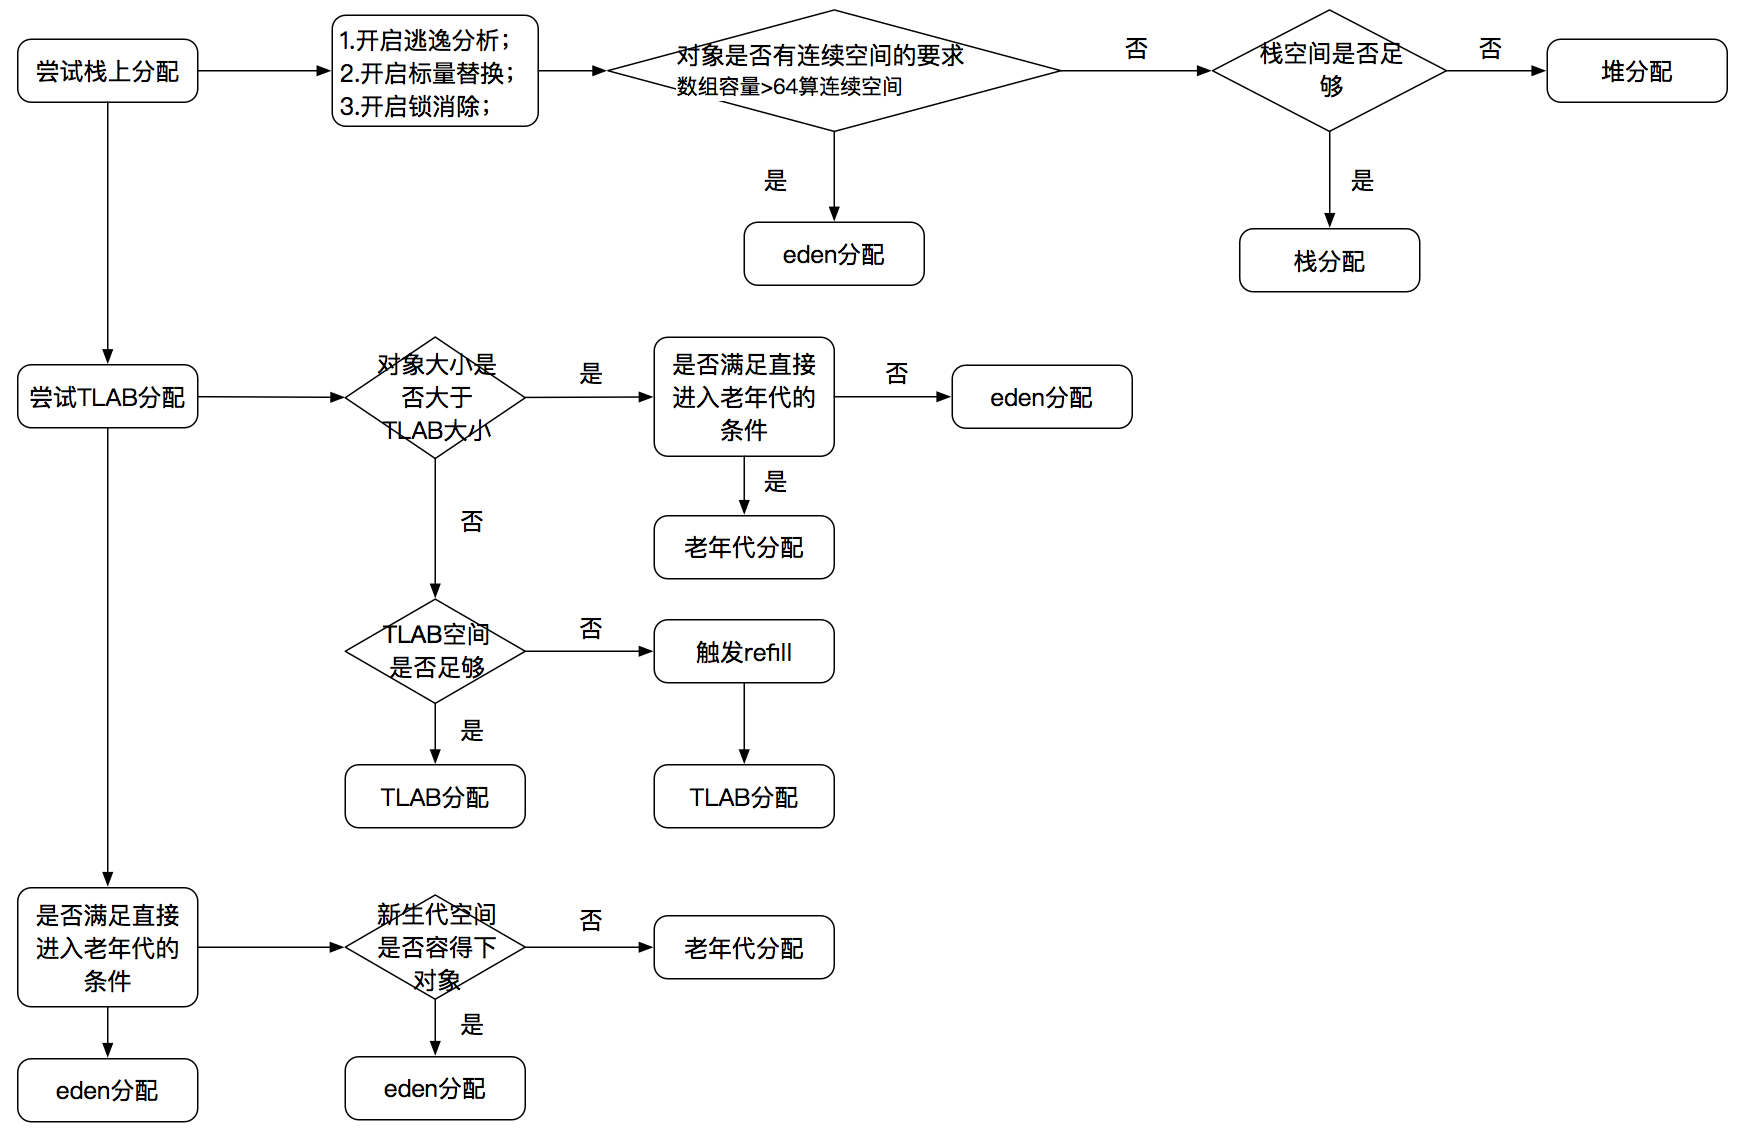 尝试栈上分配
1.开启逃逸分析；
2.开启标量替换；
3.开启锁消除；
对象是否有连续空间的要求
数组容量>64算连续空间
否
栈空间是否足
够
否
堆分配
是
eden分配
是
栈分配
尝试TLAB分配
对象大小是
否大于
TLAB大小
是
是否满足直接
进入老年代的
条件
否
eden分配
是
老年代分配
否
TLAB空间
是否足够
否
触发refill
是
TLAB分配
TLAB分配
是否满足直接
进入老年代的
条件
新生代空间
是否容得下
对象
否
老年代分配
是
eden分配
eden分配